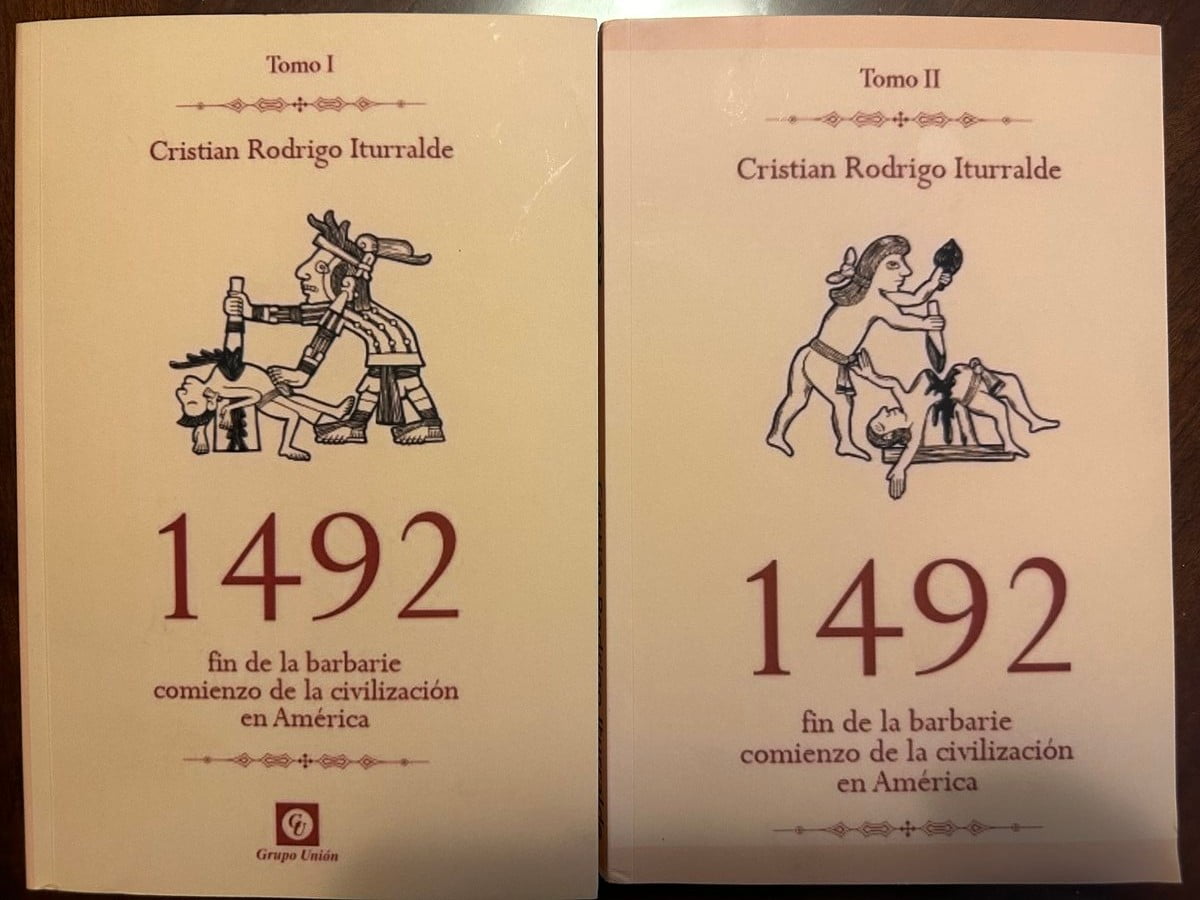 Tomo I
Cristian Rodrigo Iturralde
1492
fin de la barbarie
comienzo de la civilización
en América
GU
Grupo Unión
Tomo II
Cristian Rodrigo Iturralde
1492
fin de la barbarie
comienzo de la civilización
en América